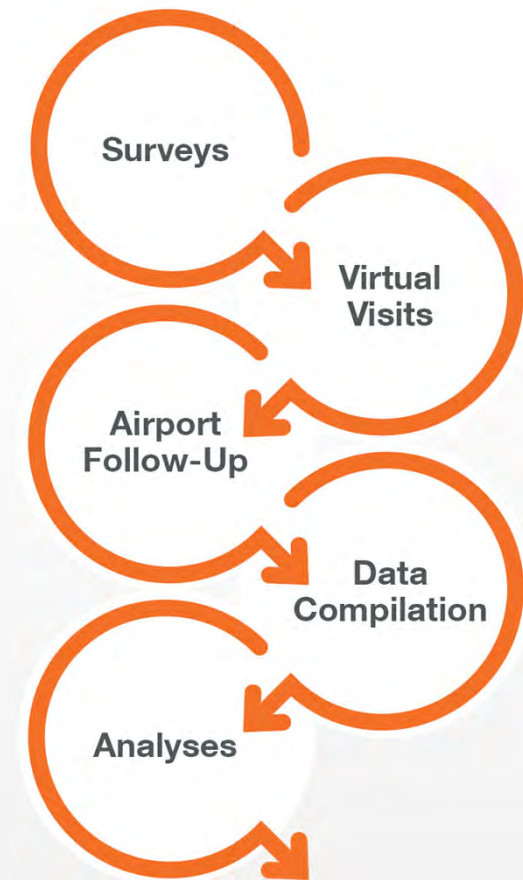 Surveys
Virtual
Visits
Airport
Follow-Up
Data
Compilation
Analyses